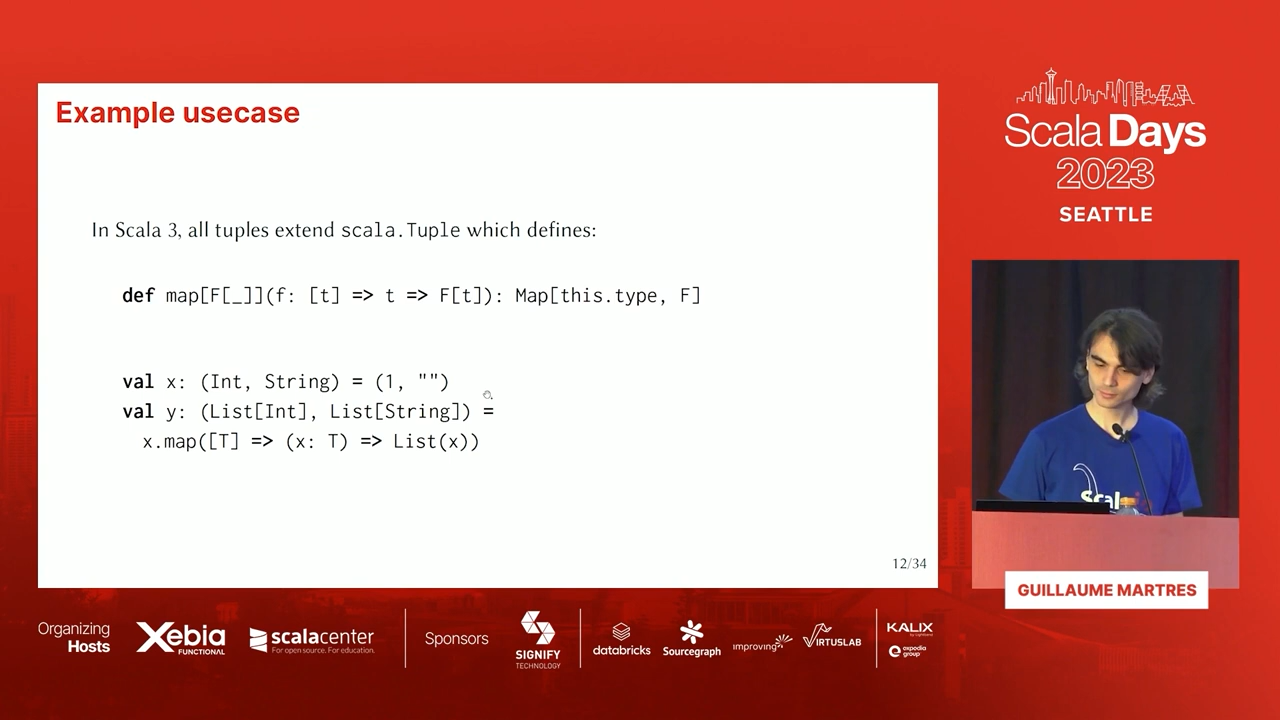 Example usecase
In Scala 3, all tuples extend scala.Tuple which defines:
def map[F[_]](f: [t] => t => F[t]): Map[this.type, F]
val x: (Int, String) = (1, "")
val y: (List[Int], List[String]) =
x.map([T] => (x: T) => List(x))
12/34
Scala Days
2023
SEATTLE
Scal
GUILLAUME MARTRES
Organizing
Hosts
Xebia
FUNCTIONAL
scalacenter
For open source. For education.
Sponsors
SIGNIFY
TECHNOLOGY
databricks
Sourcegraph
improving
VIRTUSLAB
KALIX
by Lightbend
expedia
group